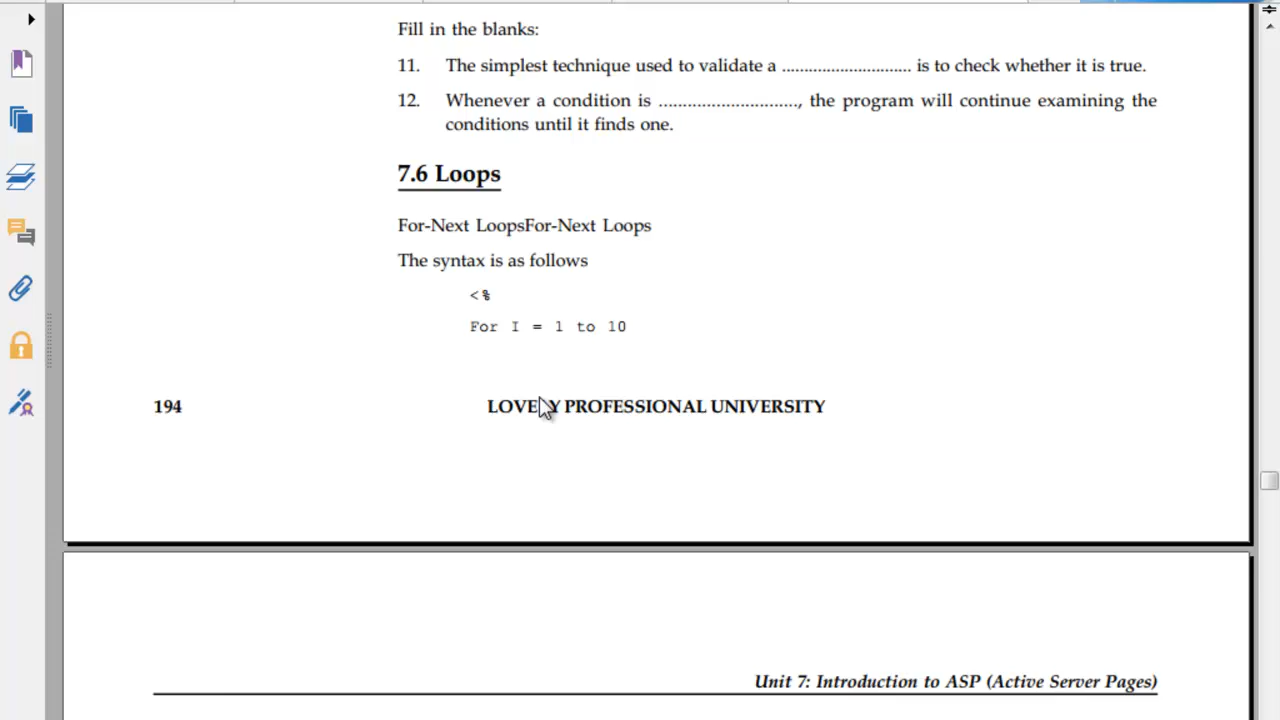 Fill in the blanks:
11. The simplest technique used to validate a ............................. is to check whether it is true.
12. Whenever a condition is ..............................., the program will continue examining the
conditions until it finds one.
7.6 Loops
For-Next LoopsFor-Next Loops
The syntax is as follows
<%
For I = 1 to 10
194 LOVELY PROFESSIONAL UNIVERSITY
Unit 7: Introduction to ASP (Active Server Pages)